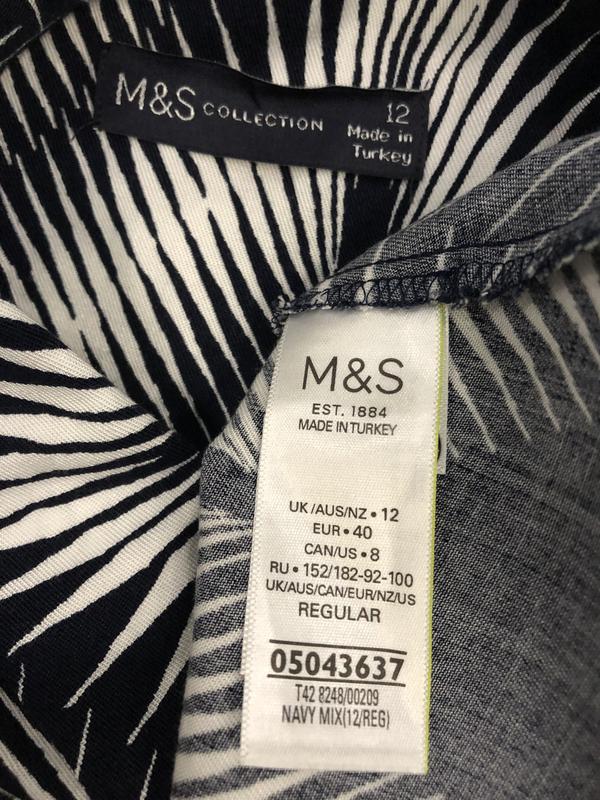 M&S COLLECTION
12
Made in
Turkey
M&S
EST. 1884
MADE IN TURKEY
UK/AUS/NZ • 12
EUR • 40
CAN/US • 8
RU • 152/182-92-100
UK/AUS/CAN/EUR/NZ/US
REGULAR
05043637
T42 8248/00209
NAVY MIX(12/REG)